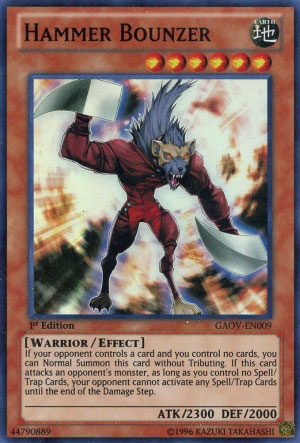 HAMMER BOUNZER
EARTH
地
1st Edition
GAOV-EN009
[WARRIOR / EFFECT]
If your opponent controls a card and you control no cards, you
can Normal Summon this card without Tributing. If this card
attacks an opponent's monster, as long as you control no Spell/
Trap Cards, your opponent cannot activate any Spell/Trap Cards
until the end of the Damage Step.
ATK/2300 DEF/2000
44790889
©1996 KAZUKI TAKAHASHI